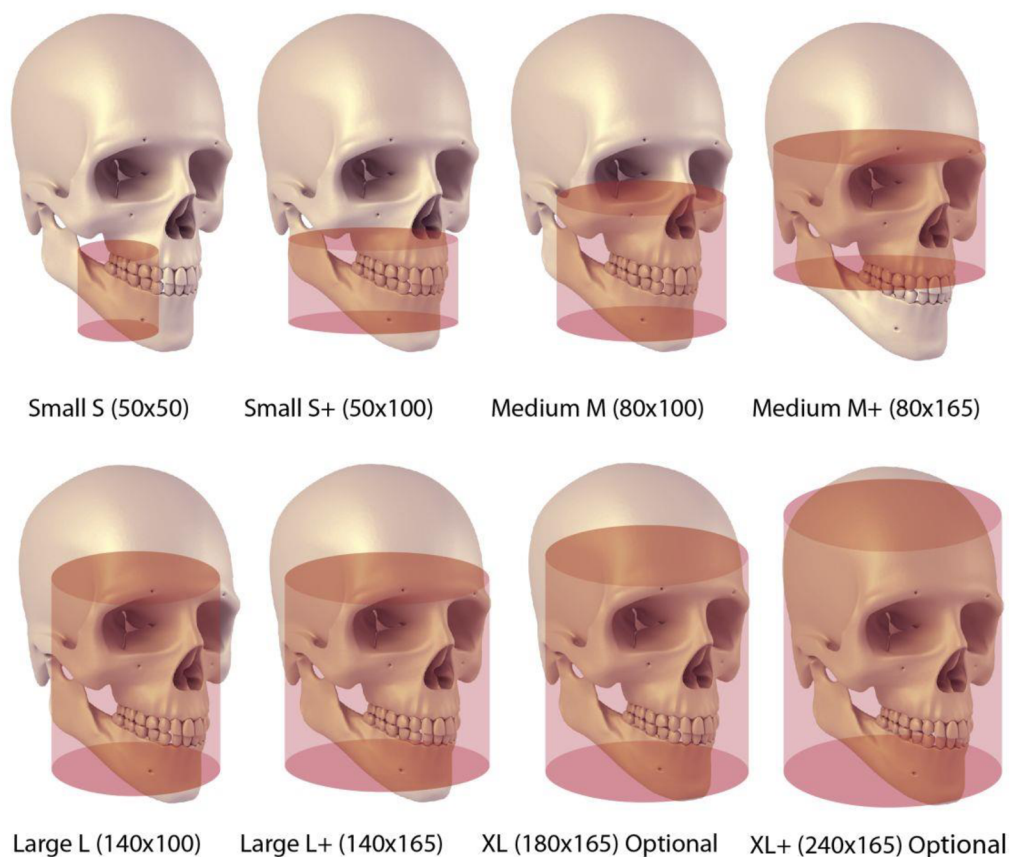 Small S (50x50)
Small S+ (50x100)
Medium M (80x100)
Medium M+ (80x165)
Large L (140x100)
Large L+ (140x165)
XL (180x165) Optional
XL+ (240x165) Optional